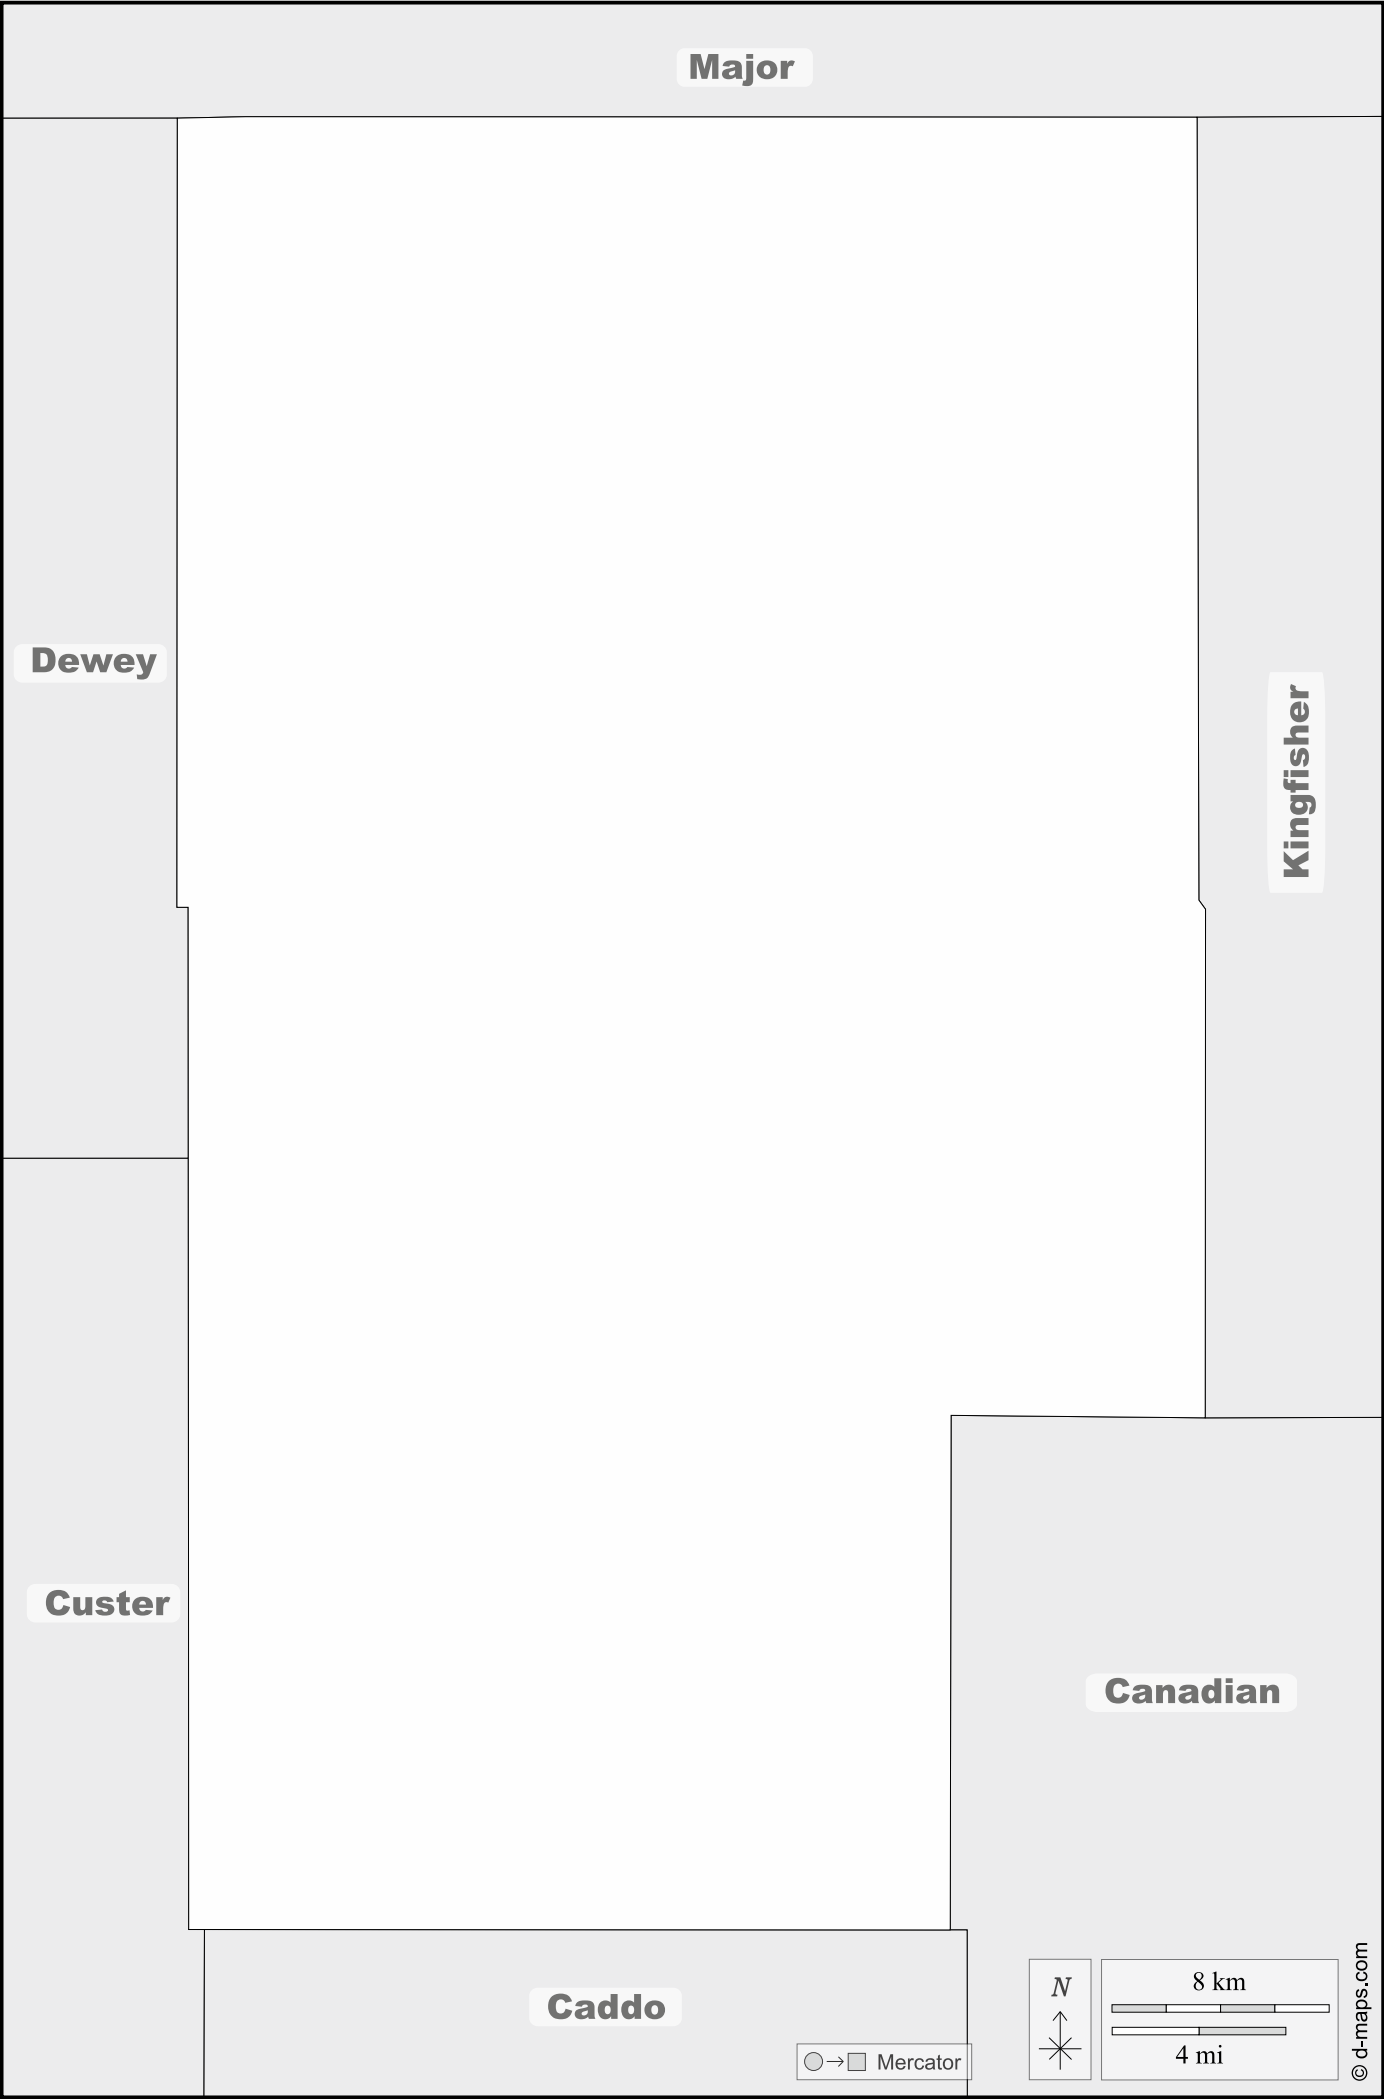 Major
Dewey
Kingfisher
Custer
Canadian
Caddo
Mercator
N
8 km
4 mi
© d-maps.com